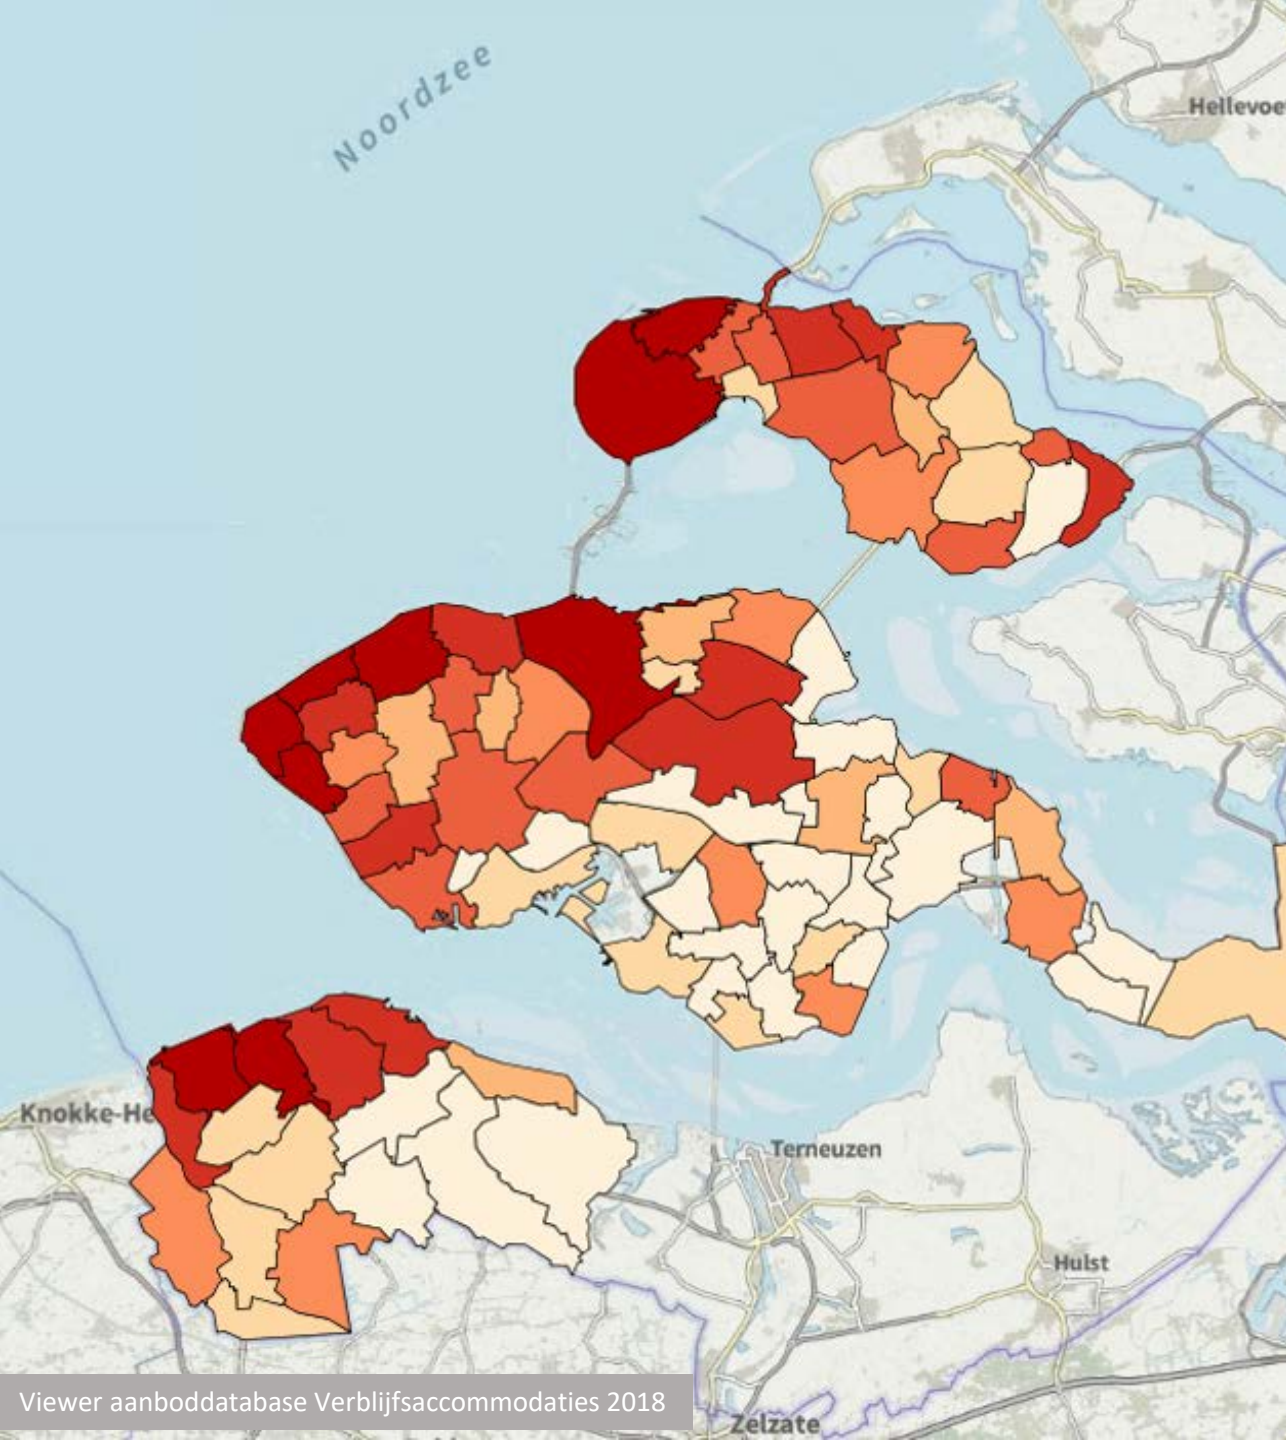 Noordzee
Hellevoe
Knokke-He
Terneuzen
Hulst
Viewer aanboddatabase Verblijfsaccommodaties 2018
Zelzate